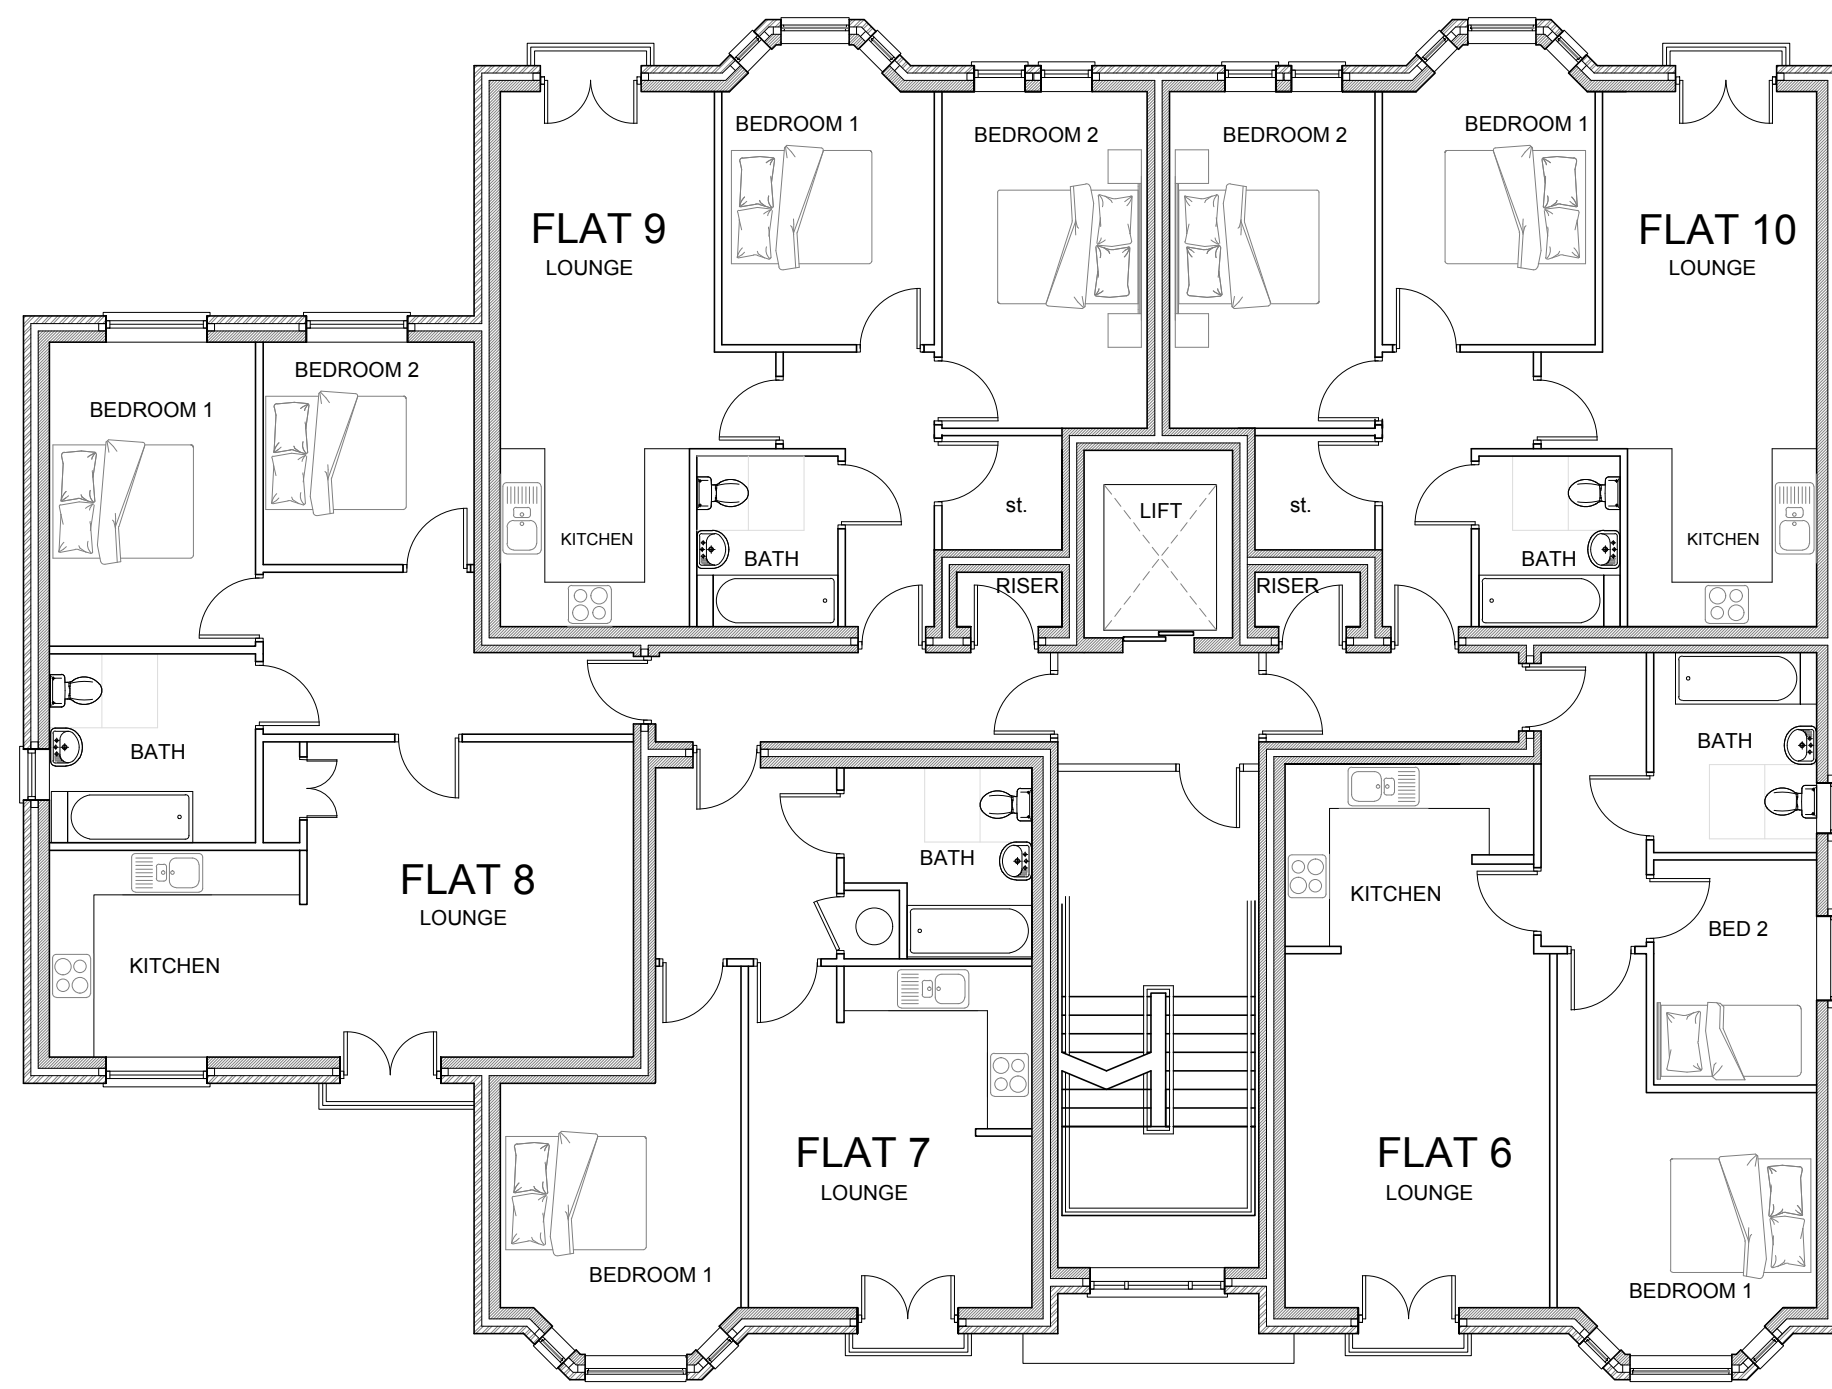 BEDROOM 1
BEDROOM 1
BEDROOM 2
BEDROOM 2
FLAT 9
LOUNGE
FLAT 10
LOUNGE
BEDROOM 2
BEDROOM 1
st.
LIFT
st.
KITCHEN
BATH
BATH
KITCHEN
RISER
RISER
BATH
BATH
FLAT 8
LOUNGE
BATH
KITCHEN
BED 2
KITCHEN
FLAT 7
LOUNGE
FLAT 6
LOUNGE
BEDROOM 1
BEDROOM 1